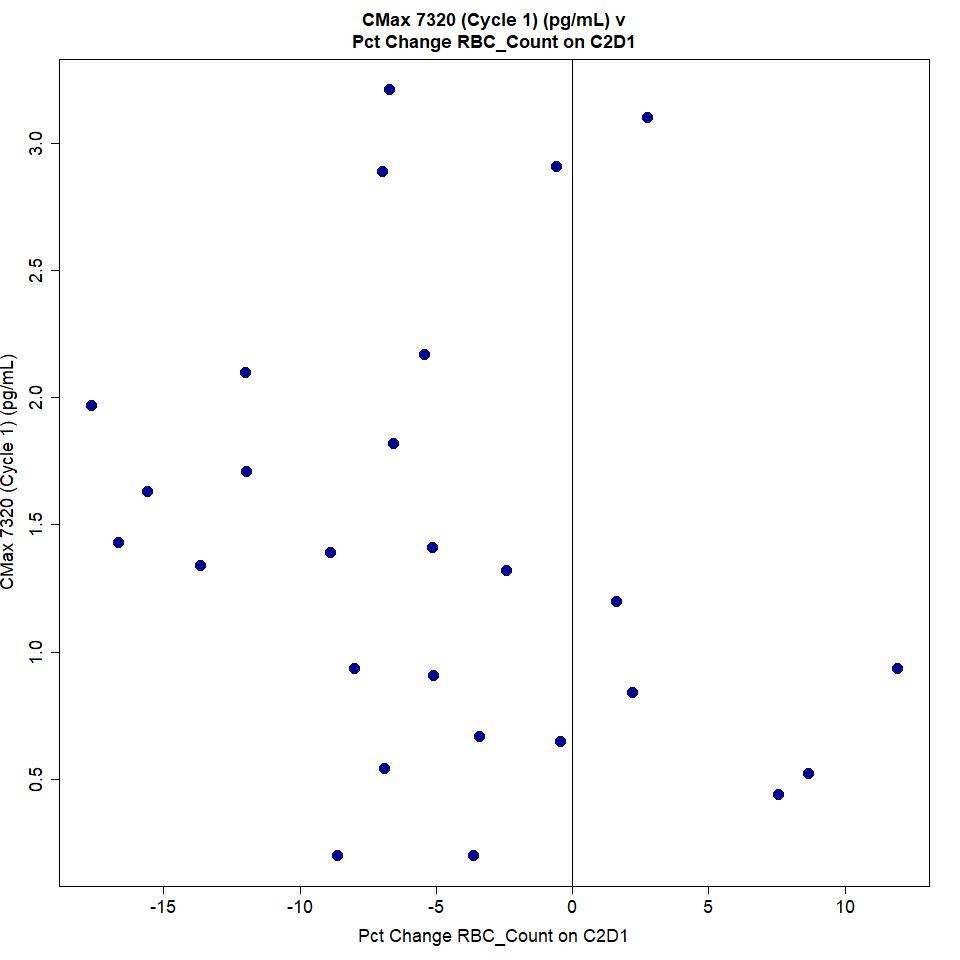 CMax 7320 (Cycle 1) (pg/mL) v
Pct Change RBC_Count on C2D1
CMax 7320 (Cycle 1) (pg/mL)
3.0
2.5
2.0
1.5
1.0
0.5
-15 -10 -5 0 5 10
Pct Change RBC_Count on C2D1